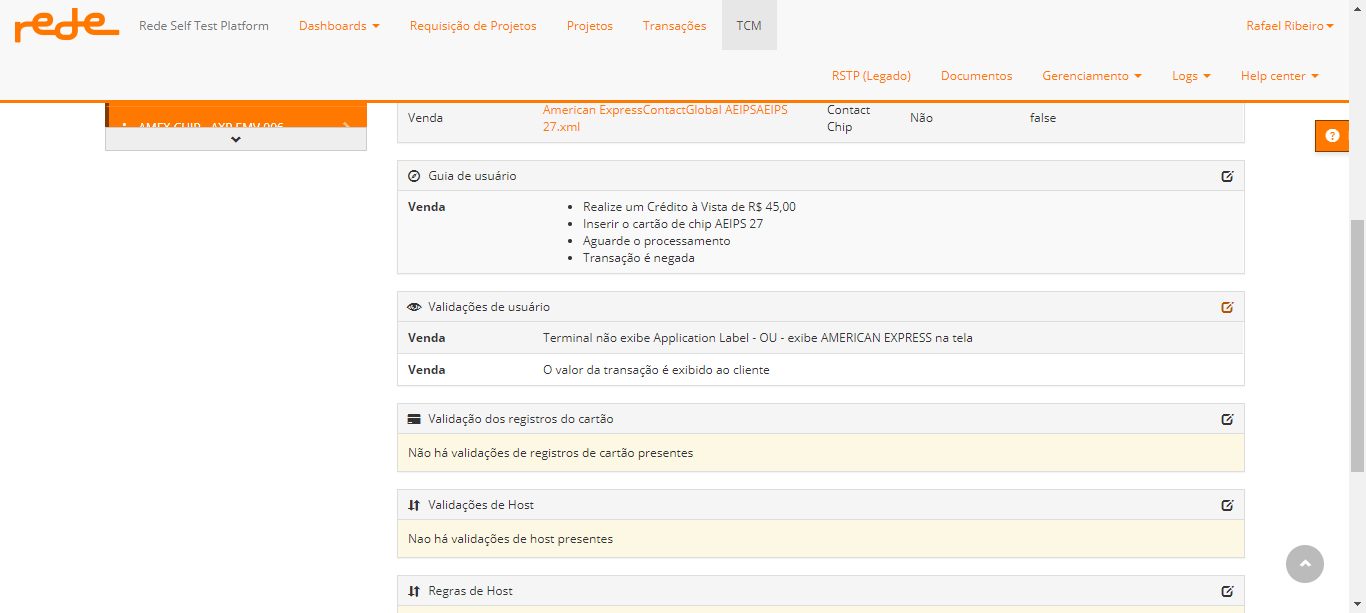 rede
Rede Self Test Platform
Dashboards
Requisição de Projetos
Projetos
Transações
TCM
Rafael Ribeiro
RSTP (Legado)
Documentos
Gerenciamento
Logs
Help center
AMEX CHIP - AXP EMV 006
Venda
American ExpressContactGlobal AEIPSAEIPS
27.xml
Contact
Chip
Não
false
Guia de usuário
Venda
Realize um Crédito à Vista de R$ 45,00
Inserir o cartão de chip AEIPS 27
Aguarde o processamento
Transação é negada
Validações de usuário
Venda
Terminal não exibe Application Label - OU - exibe AMERICAN EXPRESS na tela
Venda
O valor da transação é exibido ao cliente
Validação dos registros do cartão
Não há validações de registros de cartão presentes
Validações de Host
Nao há validações de host presentes
Regras de Host